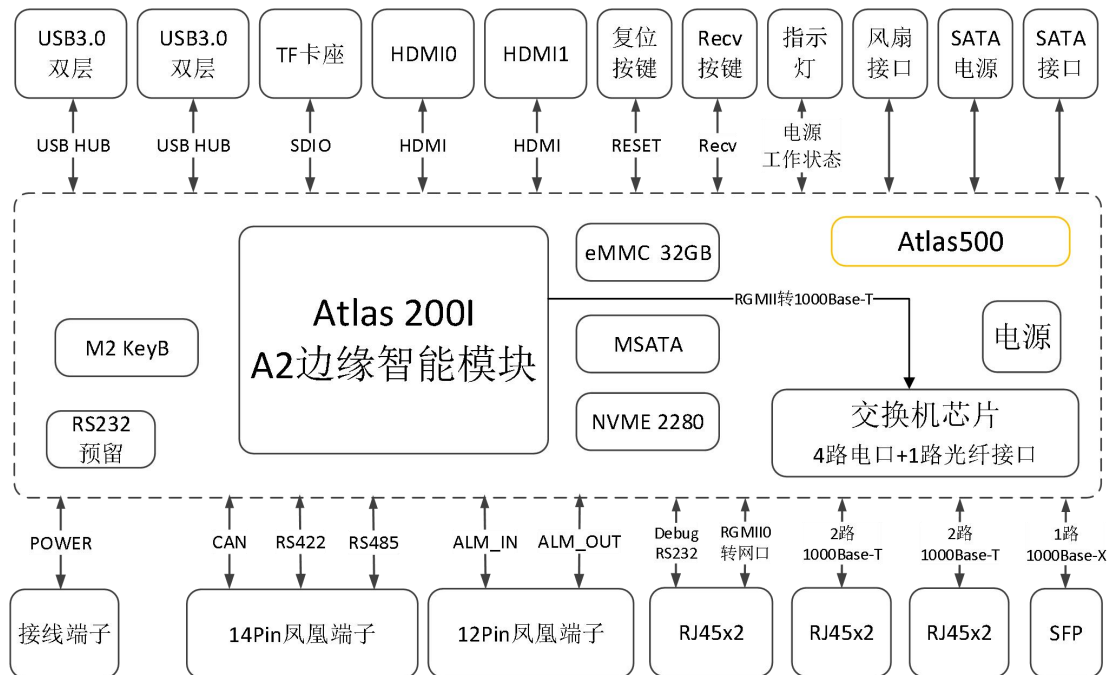 USB3.0
双层
USB3.0
双层
TF卡座
HDMI0
HDMI1
复位
按键
Recv
按键
指示
灯
风扇
接口
SATA
电源
SATA
接口
USB HUB
USB HUB
SDIO
HDMI
HDMI
RESET
Recv
电源
工作状态
Atlas 200I
A2边缘智能模块
eMMC 32GB
Atlas500
RGMII转1000Base-T
M2 KeyB
MSATA
电源
RS232
预留
NVME 2280
交换机芯片
4路电口+1路光纤接口
POWER
CAN
RS422
RS485
ALM_IN
ALM_OUT
Debug
RS232
RGMII0
转网口
2路
1000Base-T
2路
1000Base-T
1路
1000Base-X
接线端子
14Pin凤凰端子
12Pin凤凰端子
RJ45x2
RJ45x2
RJ45x2
SFP